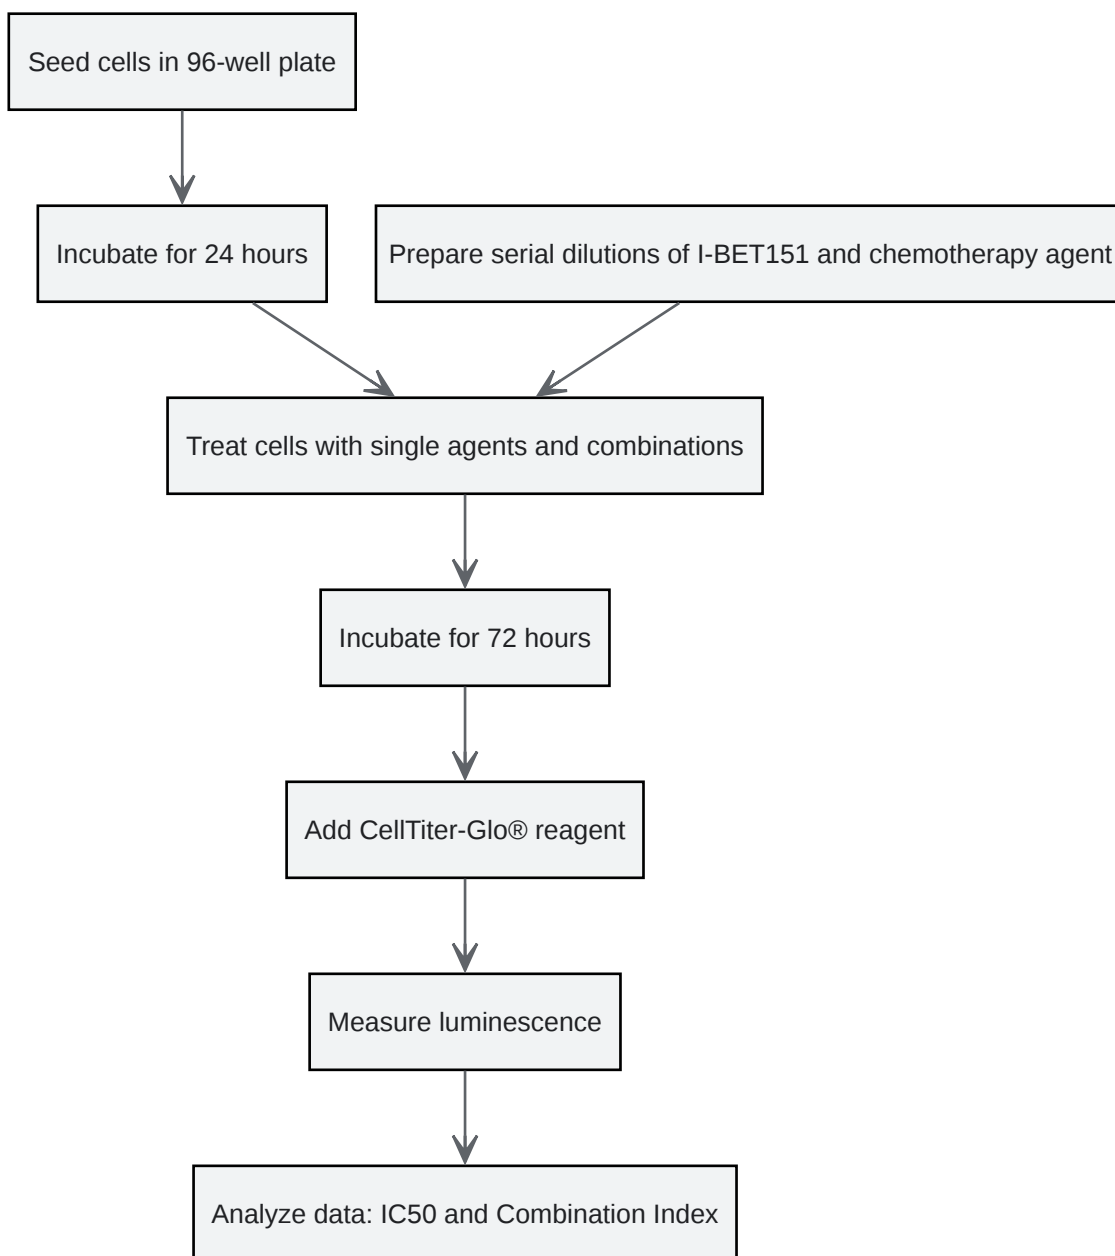 Seed cells in 96-well plate
Incubate for 24 hours
Prepare serial dilutions of I-BET151 and chemotherapy agent
Treat cells with single agents and combinations
Incubate for 72 hours
Add CellTiter-Glo® reagent
Measure luminescence
Analyze data: IC50 and Combination Index